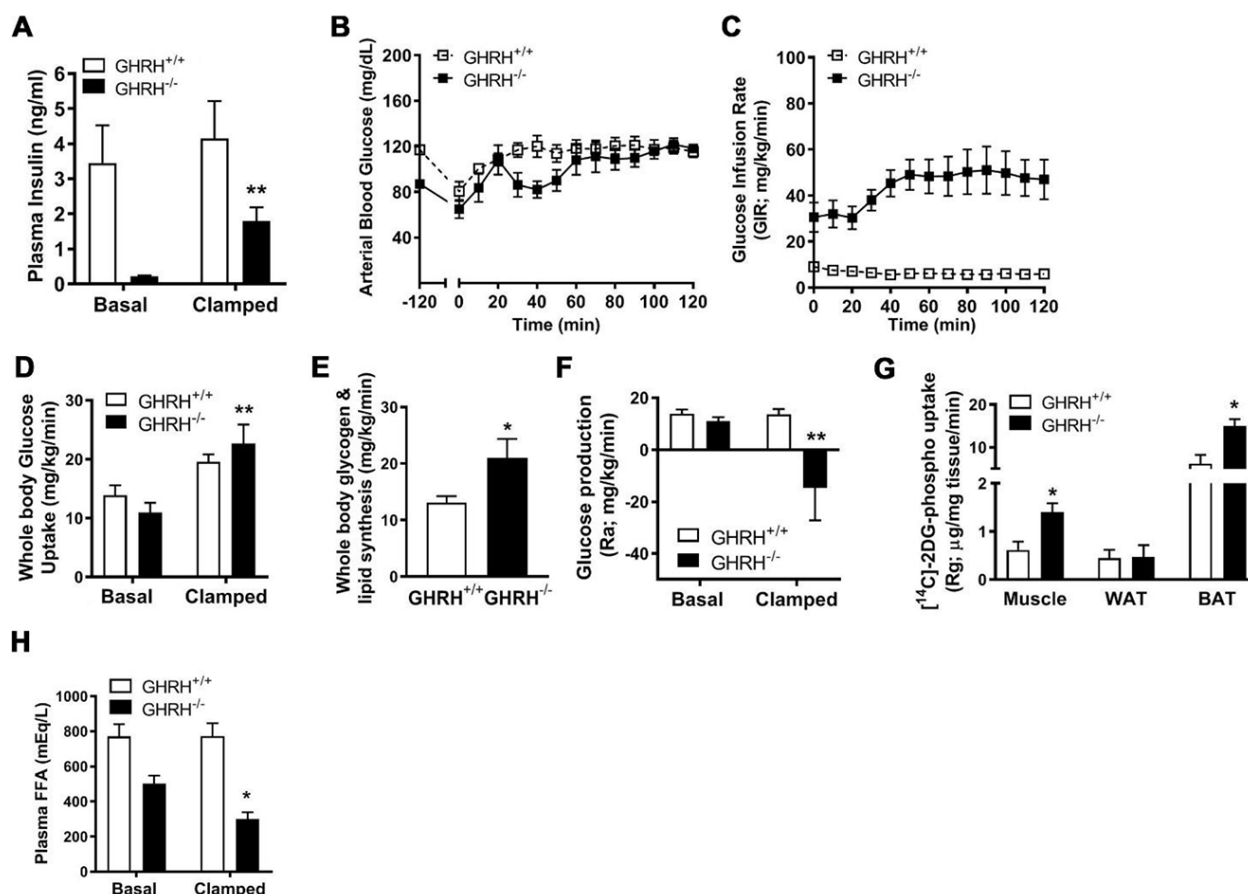 A
GHRH+/+
GHRH-/-
Plasma Insulin (ng/ml)
6
5
4
3
2
1
0
**
Basal
Clamped
B
GHRH+/+
GHRH-/-
Arterial Blood Glucose (mg/dL)
200
160
120
80
40
-120
0
20
40
60
80
100
120
Time (min)
C
GHRH+/+
GHRH-/-
Glucose Infusion Rate
(GIR; mg/kg/min)
100
80
60
40
20
0
0
20
40
60
80
100
120
Time (min)
D
GHRH+/+
GHRH-/-
Whole body Glucose
Uptake (mg/kg/min)
30
20
10
0
**
Basal
Clamped
E
Whole body glycogen &
lipid synthesis (mg/kg/min)
30
20
10
0
*
GHRH+/+ GHRH-/-
F
Glucose production
(Ra; mg/kg/min)
20
0
-20
-40
**
GHRH+/+
GHRH-/-
Basal
Clamped
G
GHRH+/+
GHRH-/-
[14C]-2DG-phospho uptake
(Rg; µg/mg tissue/min)
20
10
2
1
0
*
*
Muscle
WAT
BAT
H
GHRH+/+
GHRH-/-
Plasma FFA (mEq/L)
1000
800
600
400
200
0
*
Basal
Clamped